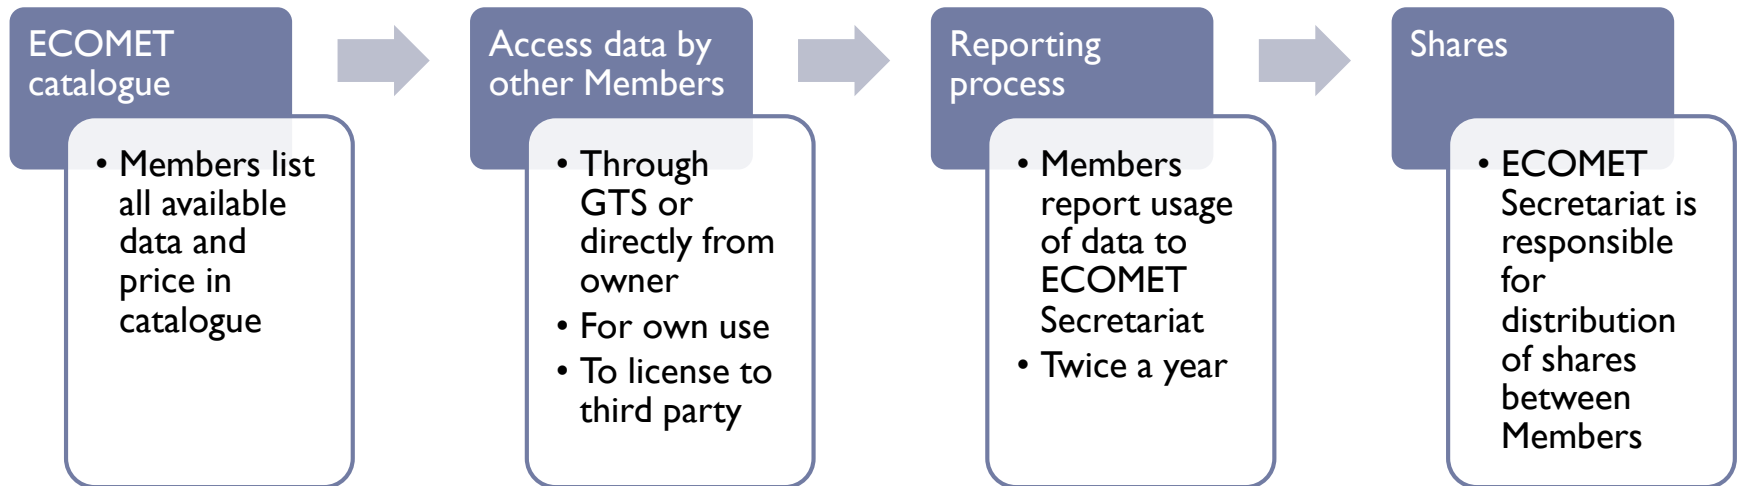 ECOMET
catalogue
• Members list
all available
data and
price in
catalogue
Access data by
other Members
• Through
GTS or
directly from
owner
• For own use
• To license to
third party
Reporting
process
• Members
report usage
of data to
ECOMET
Secretariat
• Twice a year
Shares
• ECOMET
Secretariat is
responsible
for
distribution
of shares
between
Members